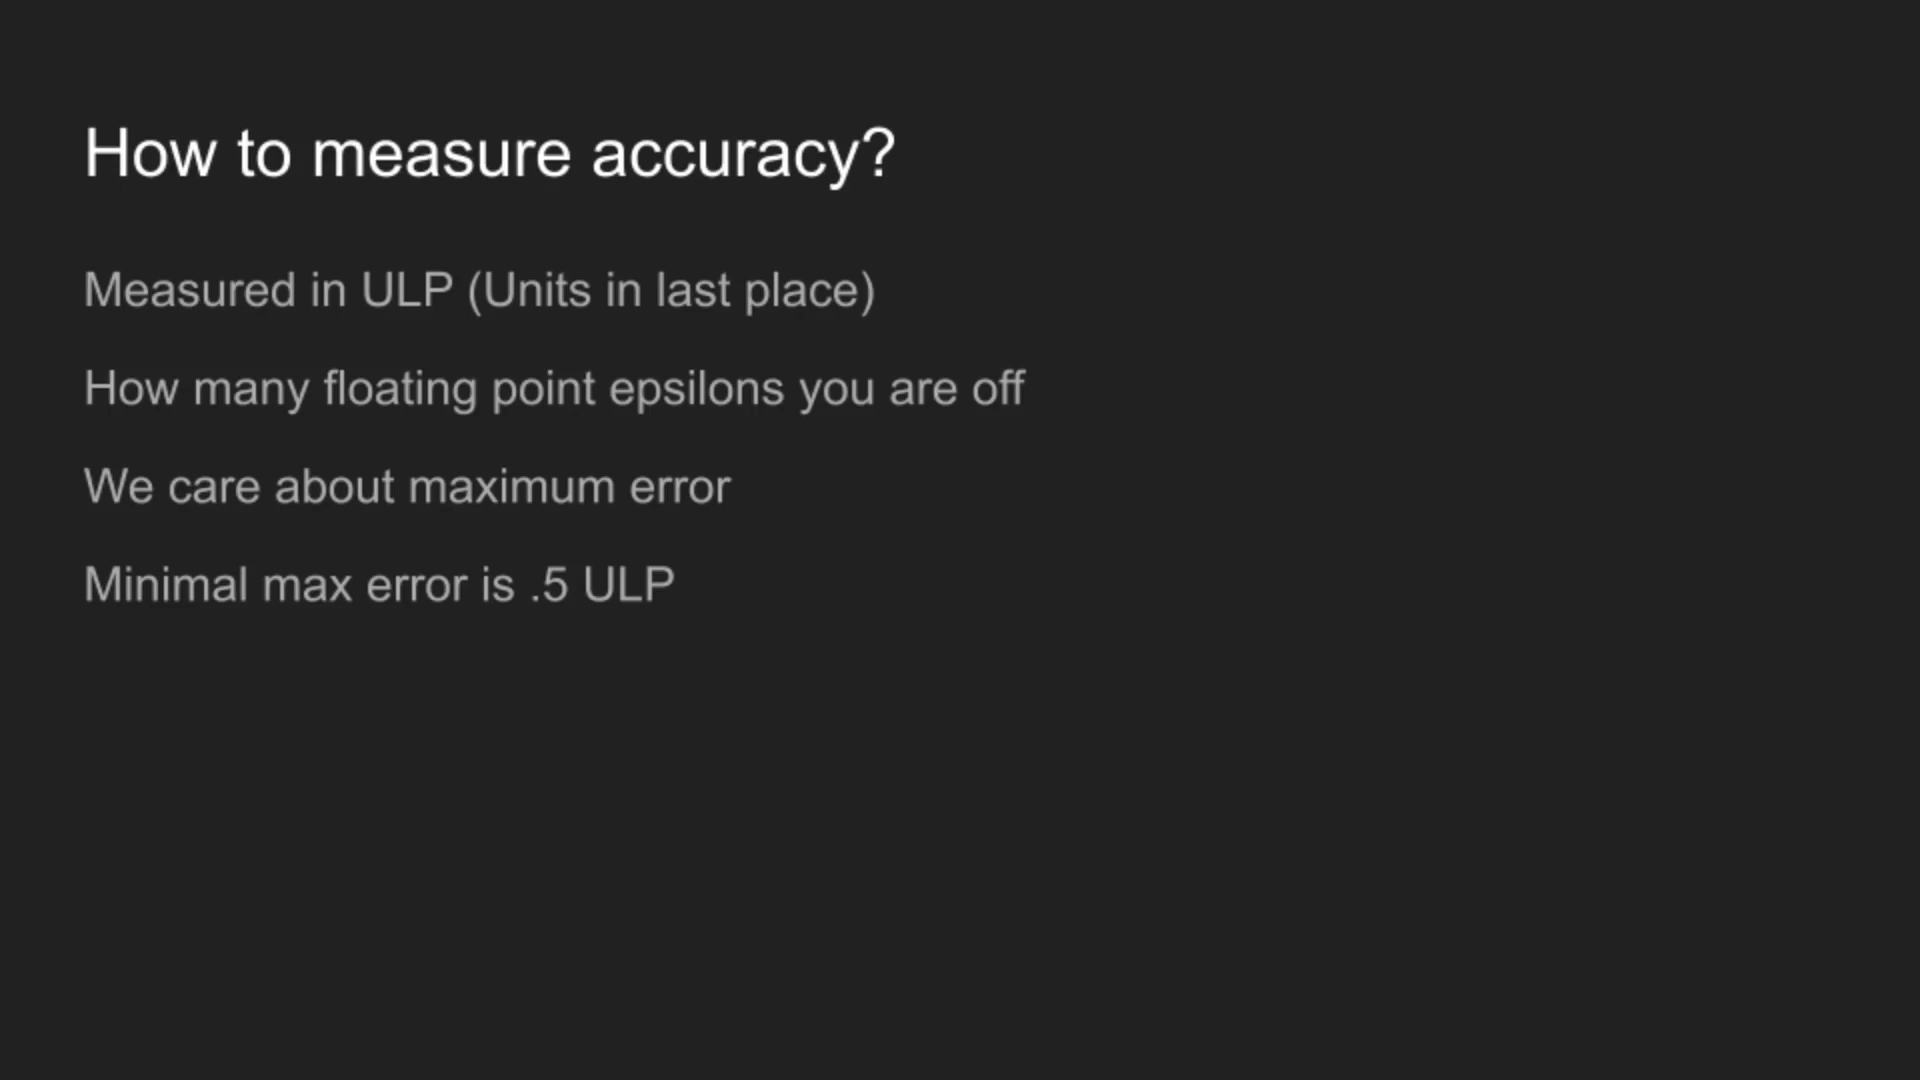 How to measure accuracy?
Measured in ULP (Units in last place)
How many floating point epsilons you are off
We care about maximum error
Minimal max error is .5 ULP